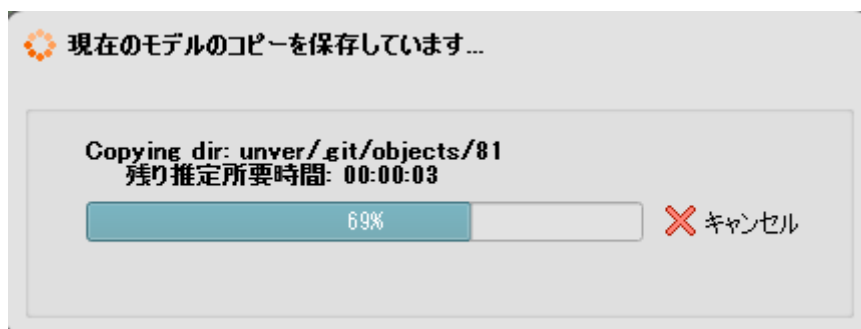 現在のモデルのコピーを保存しています...
Copying dir: unver/.git/objects/81
残り推定所要時間: 00:00:03
69%
キャンセル